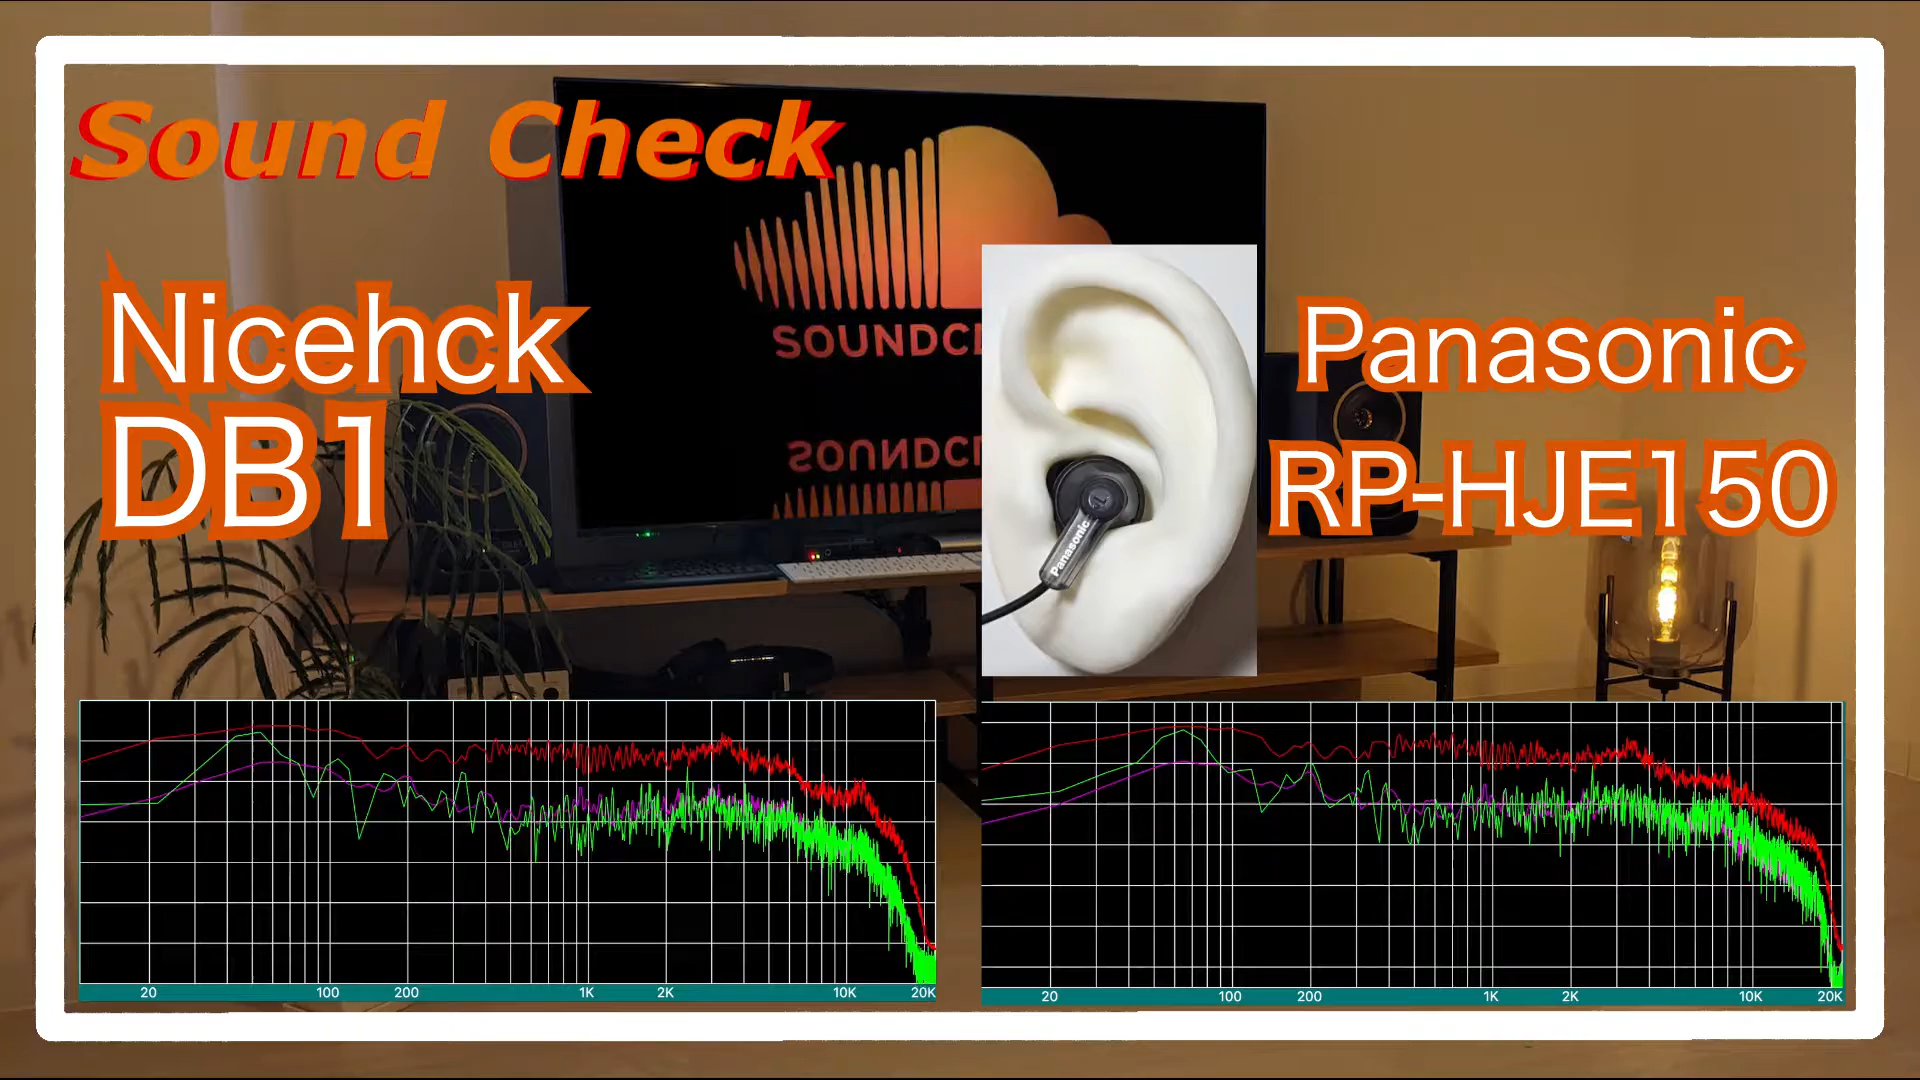 Sound Check
Nicehck
DB1
SOUNDCL
SOUNDCL
Panasonic
L
Panasonic
RP-HJE150
20 100 200 1K 2K 10K 20K
20 100 200 1K 2K 10K 20K